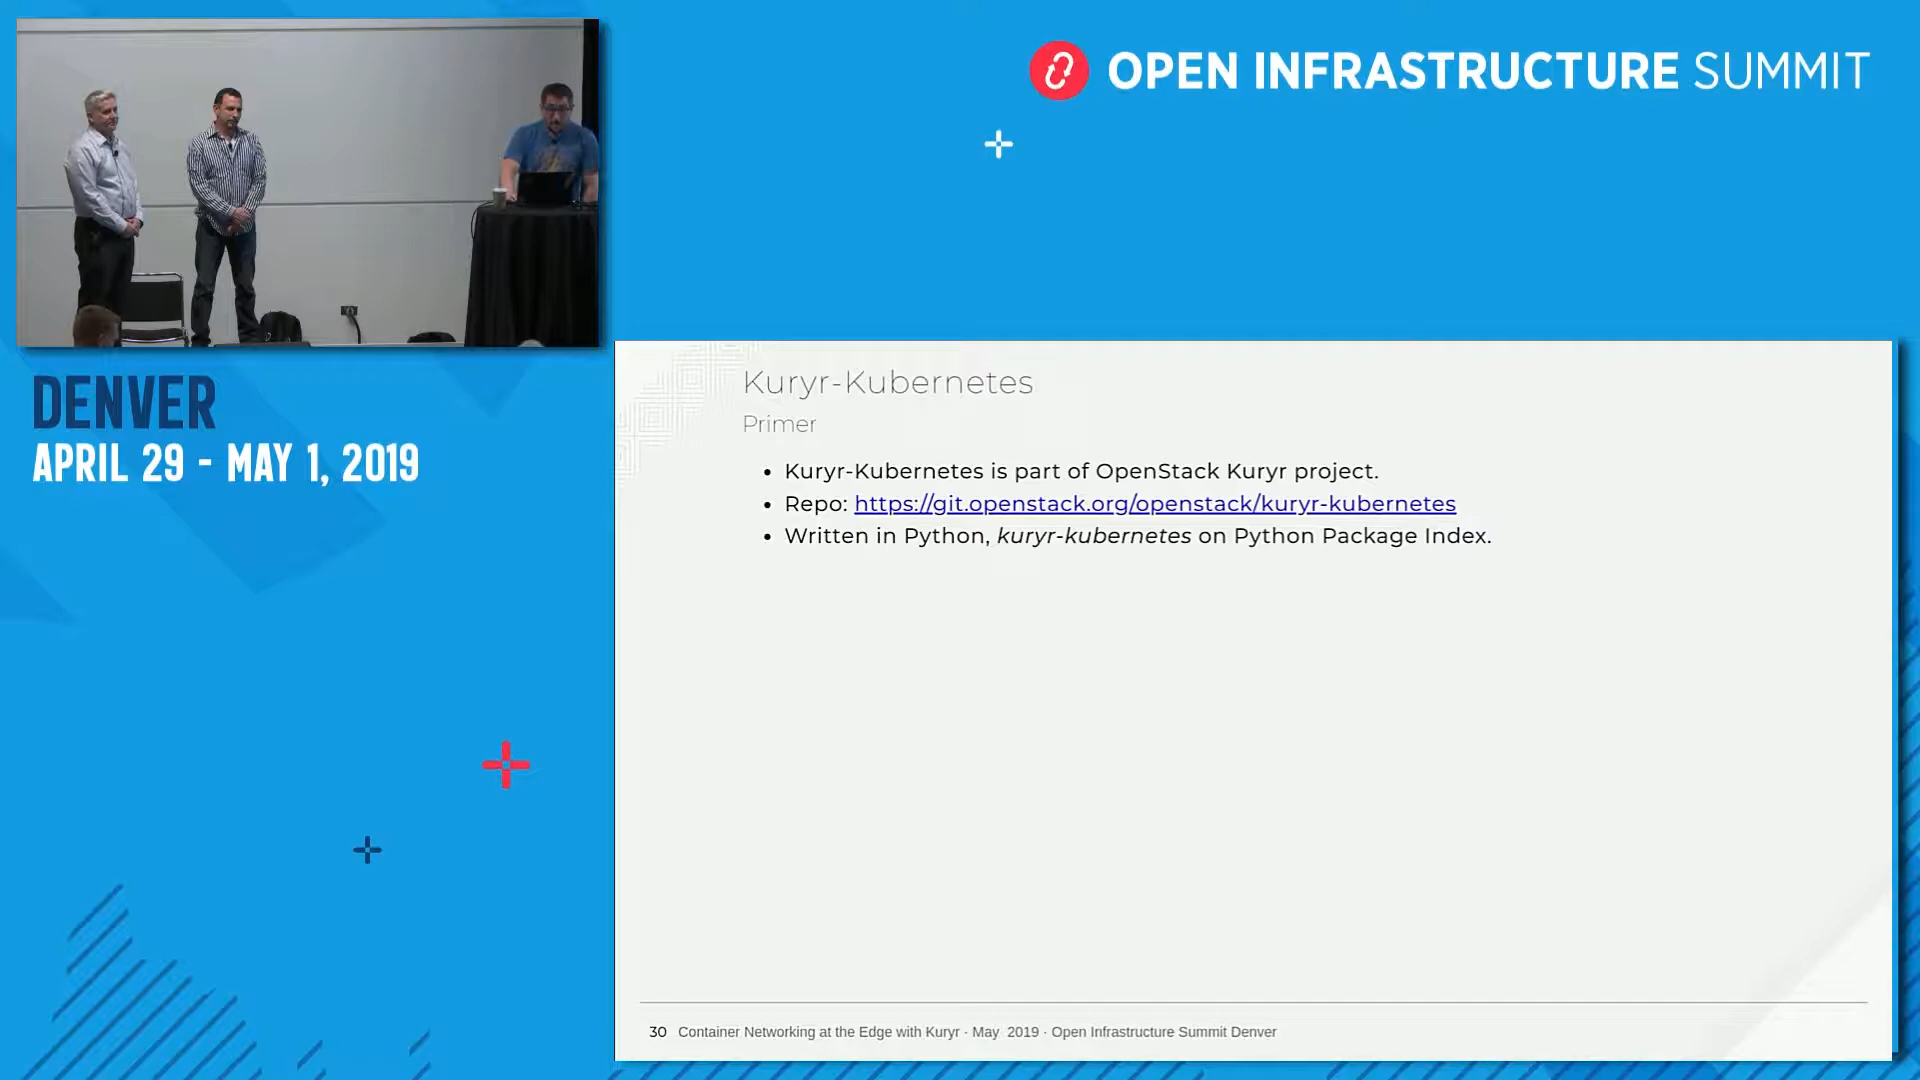 OPEN INFRASTRUCTURE SUMMIT
DENVER
APRIL 29 - MAY 1, 2019
Kuryr-Kubernetes
Primer
• Kuryr-Kubernetes is part of OpenStack Kuryr project.
• Repo: https://git.openstack.org/openstack/kuryr-kubernetes
• Written in Python, kuryr-kubernetes on Python Package Index.
30 Container Networking at the Edge with Kuryr · May 2019 · Open Infrastructure Summit Denver